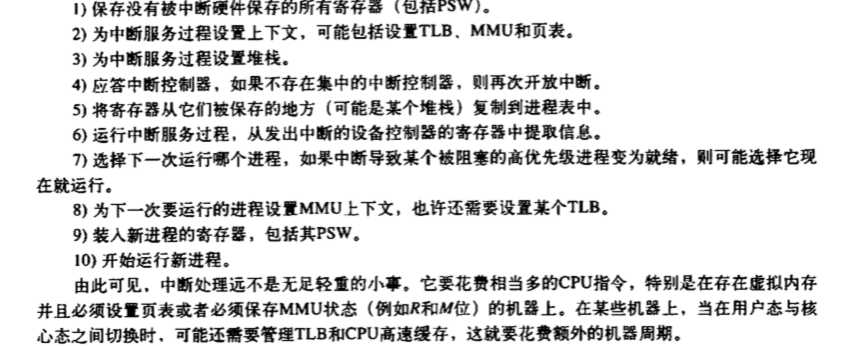 1) 保存没有被中断硬件保存的所有寄存器（包括PSW）。
2) 为中断服务过程设置上下文，可能包括设置TLB、MMU和页表。
3) 为中断服务过程设置堆栈。
4) 应答中断控制器，如果不存在集中的中断控制器，则再次开放中断。
5) 将寄存器从它们被保存的地方（可能是某个堆栈）复制到进程表中。
6) 运行中断服务过程，从发出中断的设备控制器的寄存器中提取信息。
7) 选择下一次运行哪个进程，如果中断导致某个被阻塞的高优先级进程变为就绪，则可能选择它现
在就运行。
8) 为下一次要运行的进程设置MMU上下文，也许还需要设置某个TLB。
9) 装入新进程的寄存器，包括其PSW。
10) 开始运行新进程。
由此可见，中断处理远不是无足轻重的小事。它要花费相当多的CPU指令，特别是在存在虚拟内存
并且必须设置页表或者必须保存MMU状态（例如R和M位）的机器上。在某些机器上，当在用户态与核
心态之间切换时，可能还需要管理TLB和CPU高速缓存，这就要花费额外的机器周期。